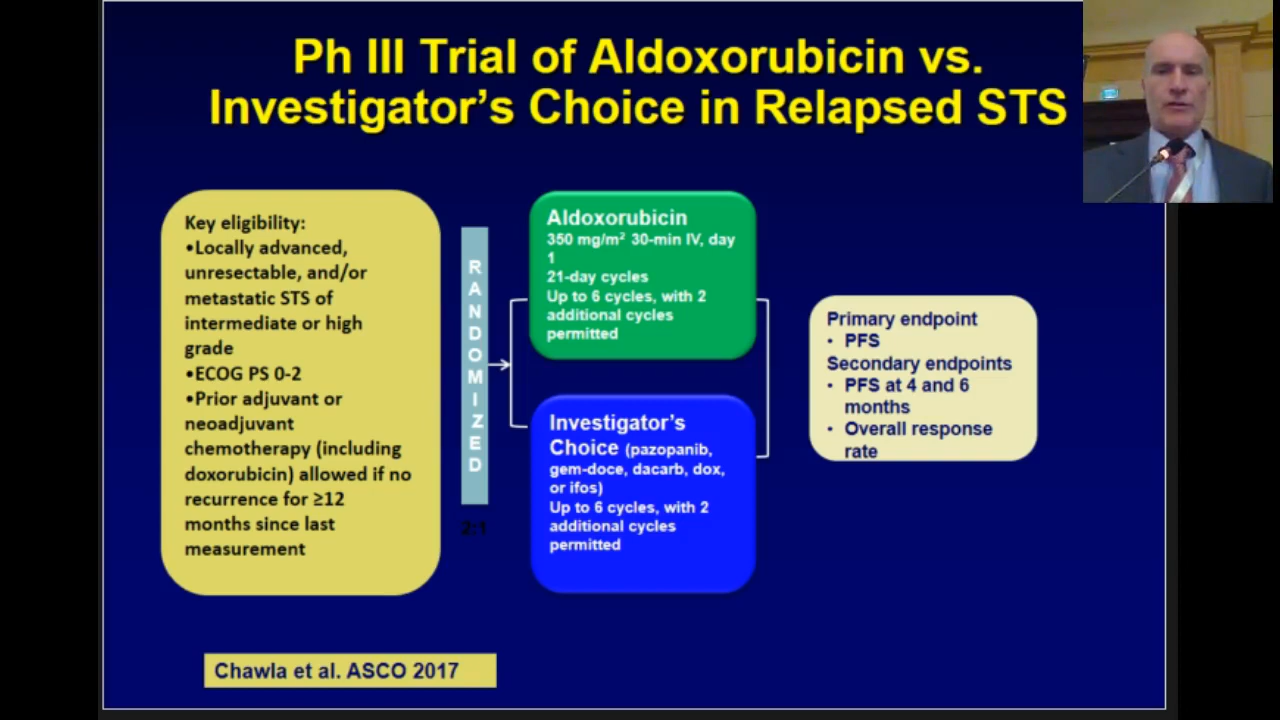 Ph III Trial of Aldoxorubicin vs.
Investigator's Choice in Relapsed STS
Key eligibility:
•Locally advanced,
unresectable, and/or
metastatic STS of
intermediate or high
grade
•ECOG PS 0-2
•Prior adjuvant or
neoadjuvant
chemotherapy (including
doxorubicin) allowed if no
recurrence for ≥12
months since last
measurement
RANDOMIZED
2:1
Aldoxorubicin
350 mg/m² 30-min IV, day
1
21-day cycles
Up to 6 cycles, with 2
additional cycles
permitted
Investigator's
Choice (pazopanib,
gem-doce, dacarb, dox,
or ifos)
Up to 6 cycles, with 2
additional cycles
permitted
Primary endpoint
• PFS
Secondary endpoints
• PFS at 4 and 6
months
• Overall response
rate
Chawla et al. ASCO 2017